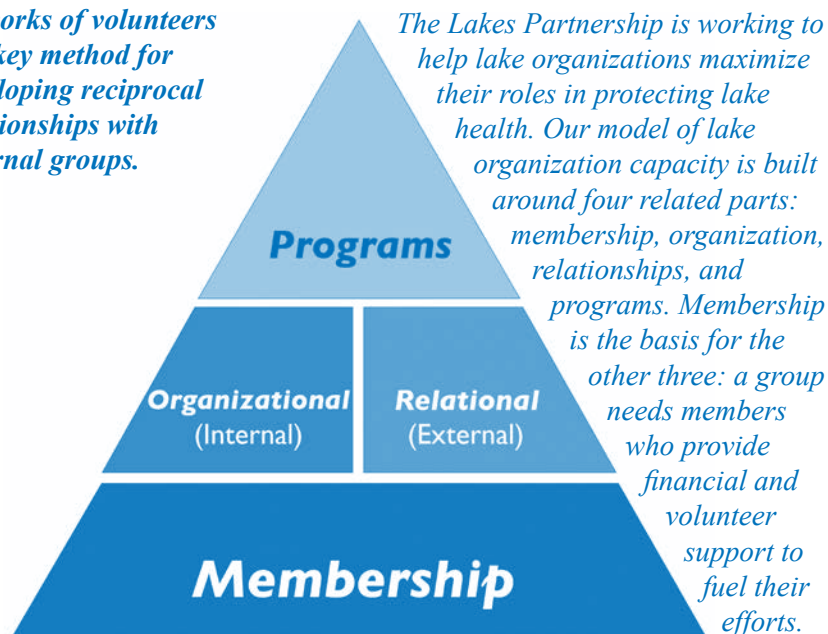 orks of volunteers
key method for
loping reciprocal
ionships with
rnal groups.
The Lakes Partnership is working to
help lake organizations maximize
their roles in protecting lake
health. Our model of lake
organization capacity is built
around four related parts:
membership, organization,
relationships, and
programs. Membership
is the basis for the
other three: a group
needs members
who provide
financial and
volunteer
support to
fuel their
efforts.
Programs
Organizational
(Internal)
Relational
(External)
Membership